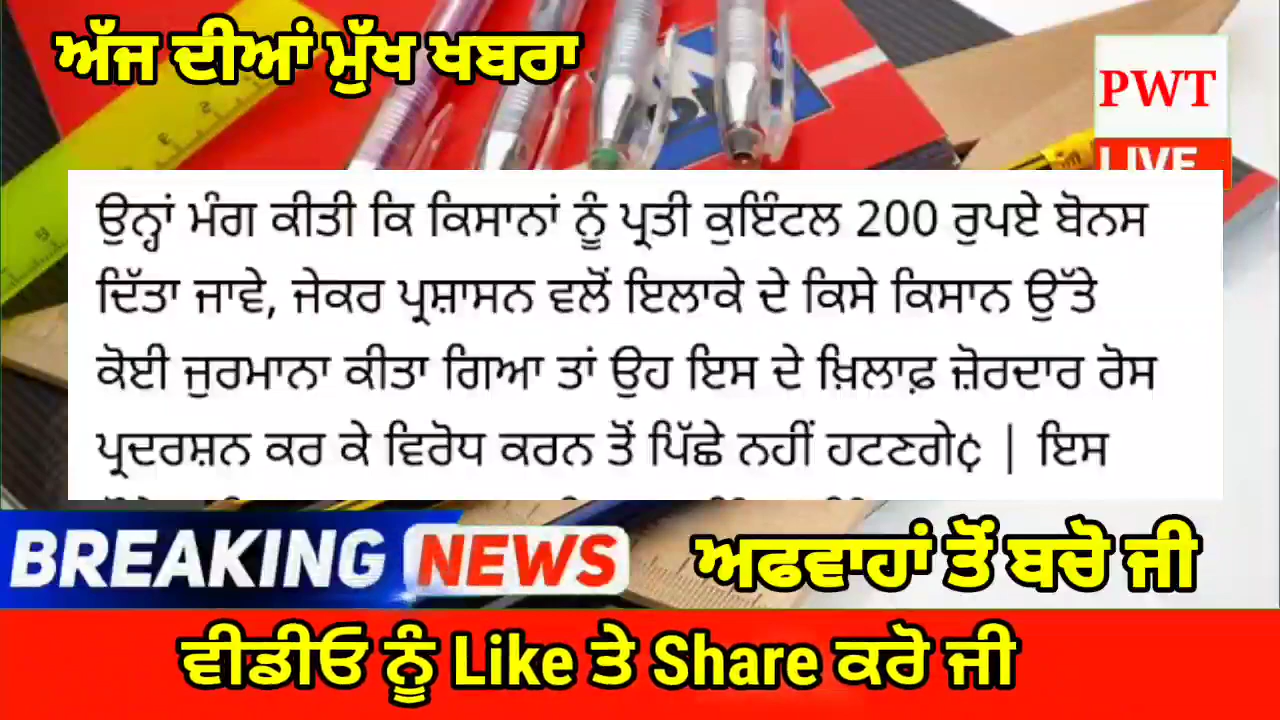 ਅੱਜ ਦੀਆਂ ਮੁੱਖ ਖਬਰਾ
PWT
LIVE
ਉਨ੍ਹਾਂ ਮੰਗ ਕੀਤੀ ਕਿ ਕਿਸਾਨਾਂ ਨੂੰ ਪ੍ਰਤੀ ਕੁਇੰਟਲ 200 ਰੁਪਏ ਬੋਨਸ
ਦਿੱਤਾ ਜਾਵੇ, ਜੇਕਰ ਪ੍ਰਸ਼ਾਸਨ ਵਲੋਂ ਇਲਾਕੇ ਦੇ ਕਿਸੇ ਕਿਸਾਨ ਉੱਤੇ
ਕੋਈ ਜੁਰਮਾਨਾ ਕੀਤਾ ਗਿਆ ਤਾਂ ਉਹ ਇਸ ਦੇ ਖ਼ਿਲਾਫ਼ ਜ਼ੋਰਦਾਰ ਰੋਸ
ਪ੍ਰਦਰਸ਼ਨ ਕਰ ਕੇ ਵਿਰੋਧ ਕਰਨ ਤੋਂ ਪਿੱਛੇ ਨਹੀਂ ਹਟਣਗੇ¢ | ਇਸ
BREAKING NEWS
ਅਫਵਾਹਾਂ ਤੋਂ ਬਚੋ ਜੀ
ਵੀਡੀਓ ਨੂੰ Like ਤੇ Share ਕਰੋ ਜੀ